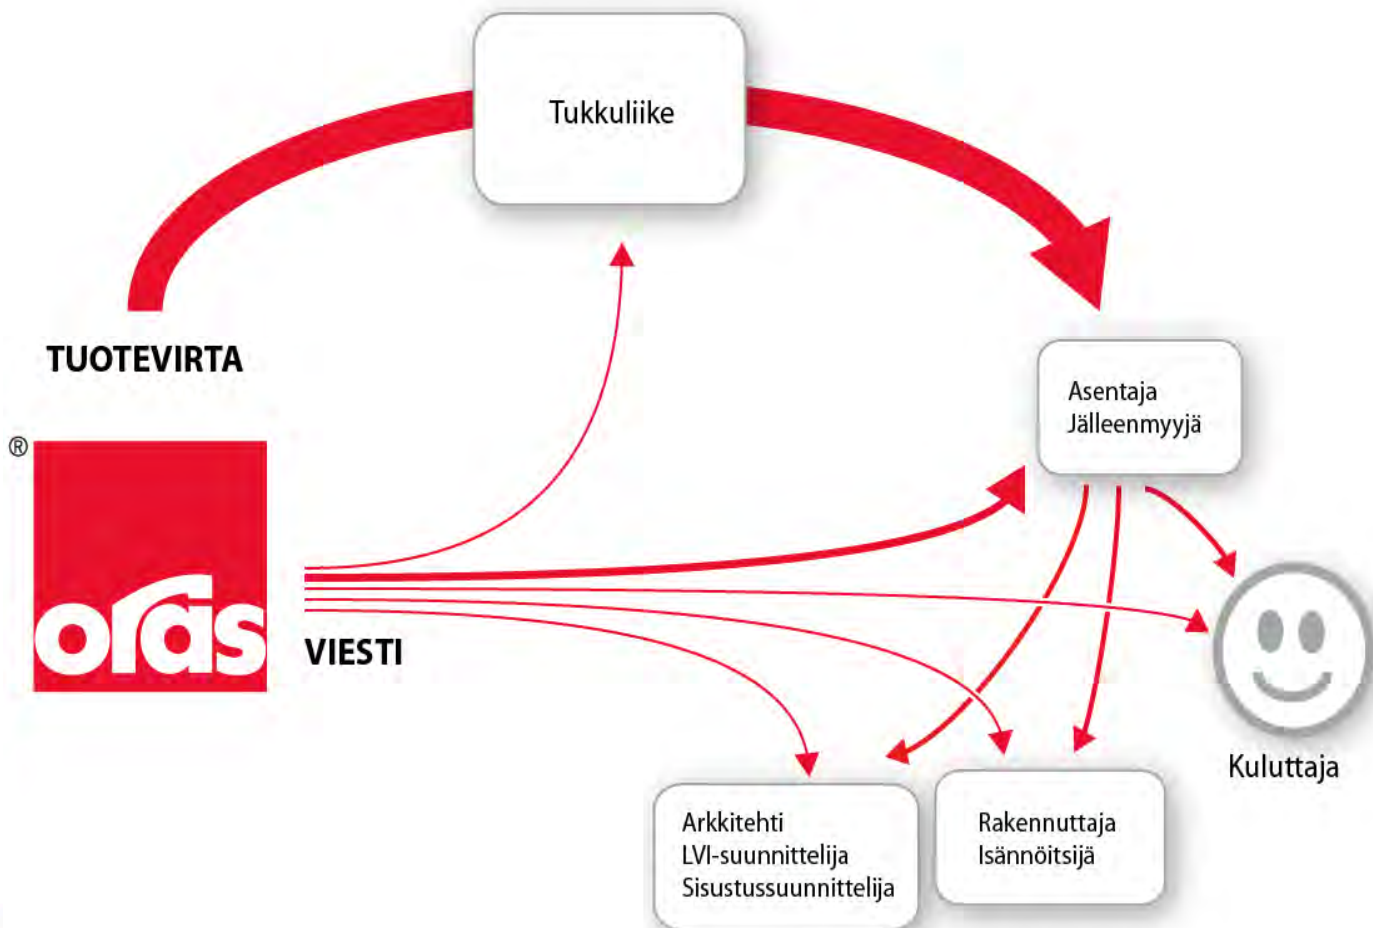 Tukkuliike
TUOTEVIRTA
Asentaja
Jälleenmyyjä
®
oras
VIESTI
Kuluttaja
Arkkitehti
LVI-suunnittelija
Sisustussuunnittelija
Rakennuttaja
Isännöitsijä